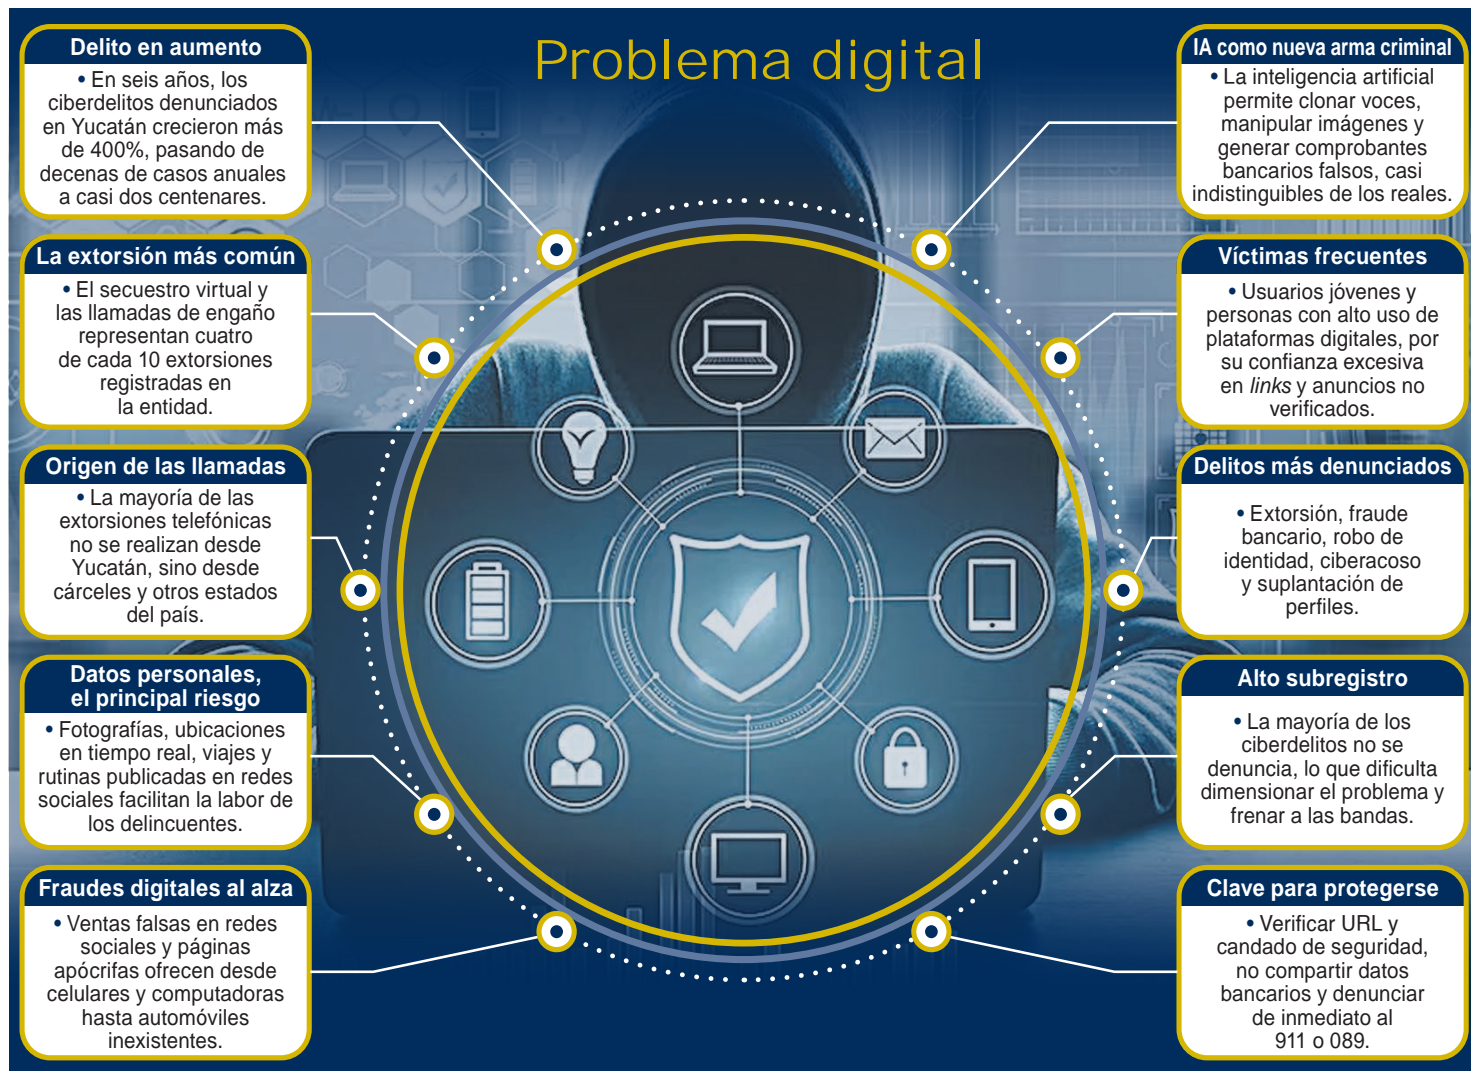 Problema digital
Delito en aumento
• En seis años, los
ciberdelitos denunciados
en Yucatán crecieron más
de 400%, pasando de
decenas de casos anuales
a casi dos centenares.
La extorsión más común
• El secuestro virtual y
las llamadas de engaño
representan cuatro
de cada 10 extorsiones
registradas en
la entidad.
Origen de las llamadas
• La mayoría de las
extorsiones telefónicas
no se realizan desde
Yucatán, sino desde
cárceles y otros estados
del país.
Datos personales,
el principal riesgo
• Fotografías, ubicaciones
en tiempo real, viajes y
rutinas publicadas en redes
sociales facilitan la labor de
los delincuentes.
Fraudes digitales al alza
• Ventas falsas en redes
sociales y páginas
apócrifas ofrecen desde
celulares y computadoras
hasta automóviles
inexistentes.
IA como nueva arma criminal
• La inteligencia artificial
permite clonar voces,
manipular imágenes y
generar comprobantes
bancarios falsos, casi
indistinguibles de los reales.
Víctimas frecuentes
• Usuarios jóvenes y
personas con alto uso de
plataformas digitales, por
su confianza excesiva
en links y anuncios no
verificados.
Delitos más denunciados
• Extorsión, fraude
bancario, robo de
identidad, ciberacoso
y suplantación de
perfiles.
Alto subregistro
• La mayoría de los
ciberdelitos no se
denuncia, lo que dificulta
dimensionar el problema y
frenar a las bandas.
Clave para protegerse
• Verificar URL y
candado de seguridad,
no compartir datos
bancarios y denunciar
de inmediato al
911 o 089.